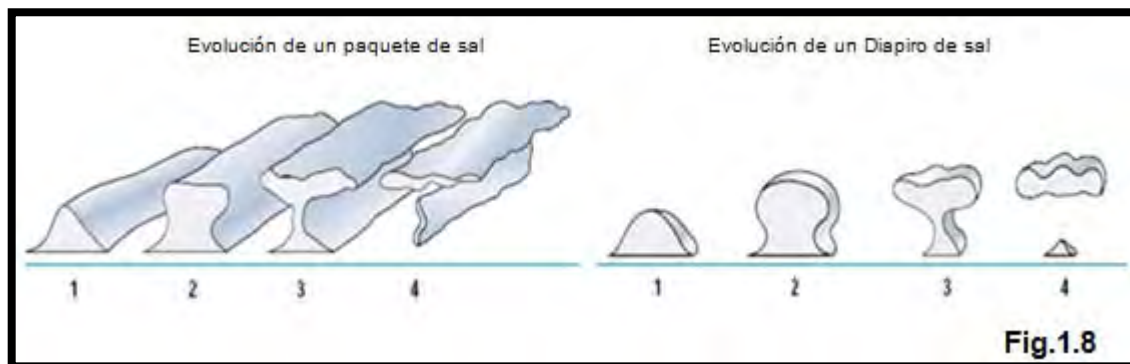 Evolución de un paquete de sal
Evolución de un Diapiro de sal
1 2 3 4
1 2 3 4
Fig.1.8